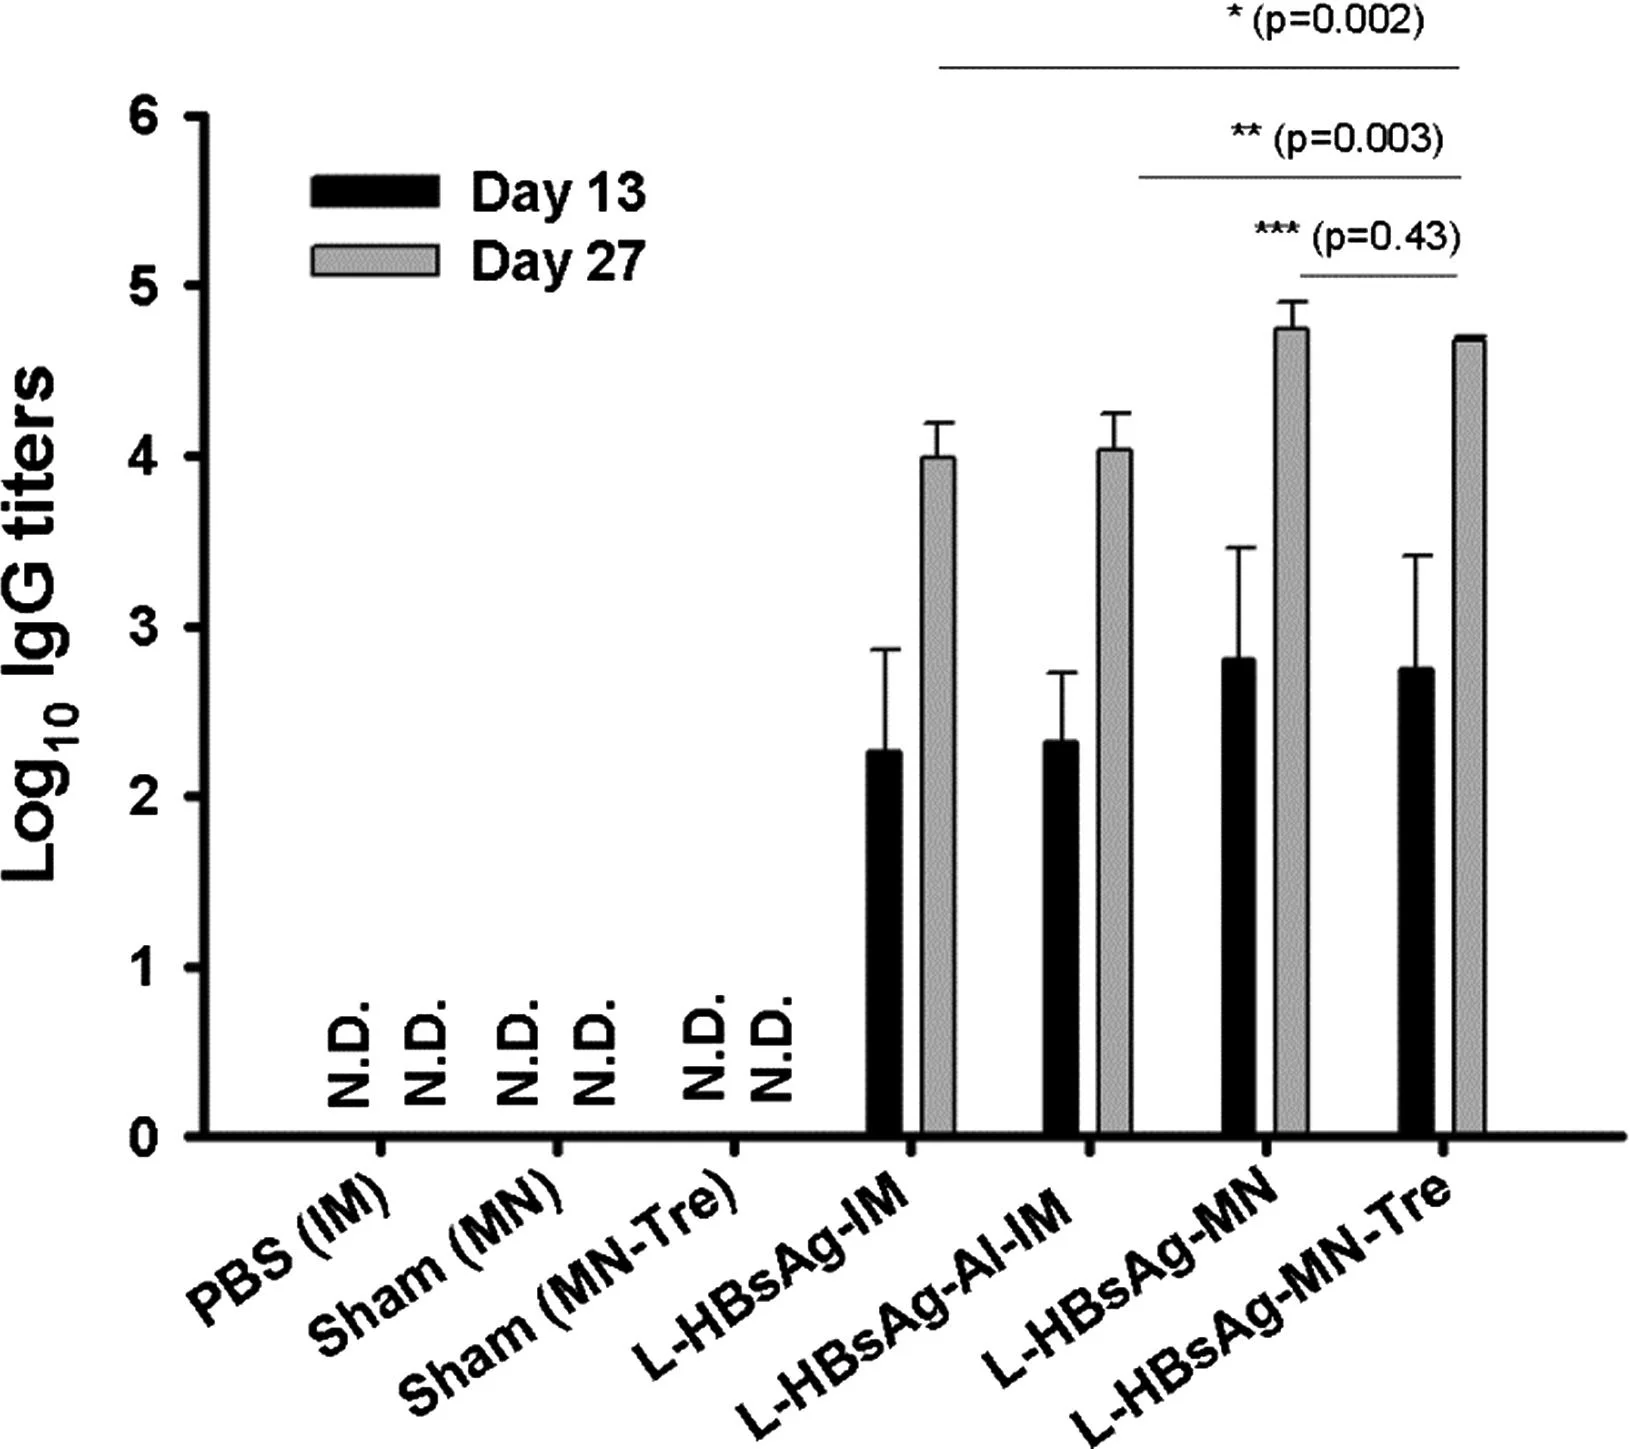 * (p=0.002)
** (p=0.003)
*** (p=0.43)
Day 13
Day 27
Log10 IgG titers
6
5
4
3
2
1
0
N.D.
N.D.
N.D.
N.D.
N.D.
N.D.
PBS (IM)
Sham (MN)
Sham (MN-Tre)
L-HBsAg-IM
L-HBsAg-Al-IM
L-HBsAg-MN
L-HBsAg-MN-Tre